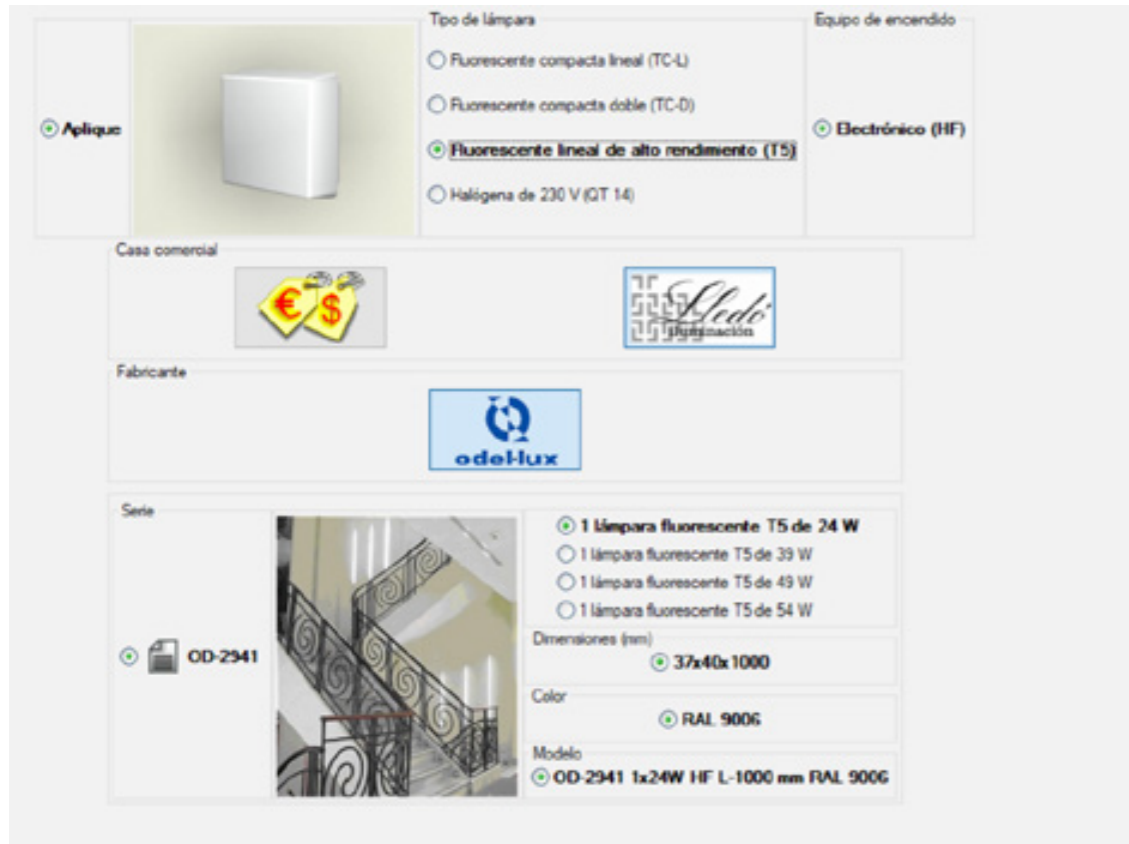 Tipo de lámpara
Equipo de encendido
Aplique
Fluorescente compacta lineal (TC-L)
Fluorescente compacta doble (TC-D)
Fluorescente lineal de alto rendimiento (T5)
Halógena de 230 V (QT 14)
Electrónico (HF)
Casa comercial
€ $
Lledó
iluminación
Fabricante
odel·lux
Serie
OD-2941
1 lámpara fluorescente T5 de 24 W
1 lámpara fluorescente T5 de 39 W
1 lámpara fluorescente T5 de 49 W
1 lámpara fluorescente T5 de 54 W
Dimensiones (mm)
37x40x1000
Color
RAL 9006
Modelo
OD-2941 1x24W HF L-1000 mm RAL 9006